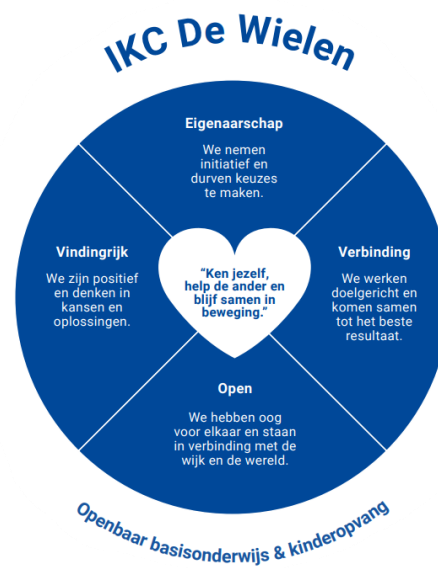 IKC De Wielen
Eigenaarschap
We nemen
initiatief en
durven keuzes
te maken.
Vindingrijk
We zijn positief
en denken in
kansen en
oplossingen.
“Ken jezelf,
help de ander en
blijf samen in
beweging.”
Verbinding
We werken
doelgericht en
komen samen
tot het beste
resultaat.
Open
We hebben oog
voor elkaar en staan
in verbinding met de
wijk en de wereld.
Openbaar basisonderwijs & kinderopvang